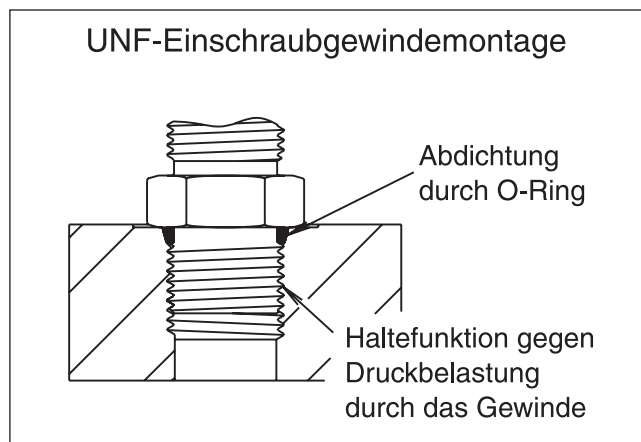 UNF-Einschraubgewindemontage
Abdichtung
durch O-Ring
Haltefunktion gegen
Druckbelastung
durch das Gewinde